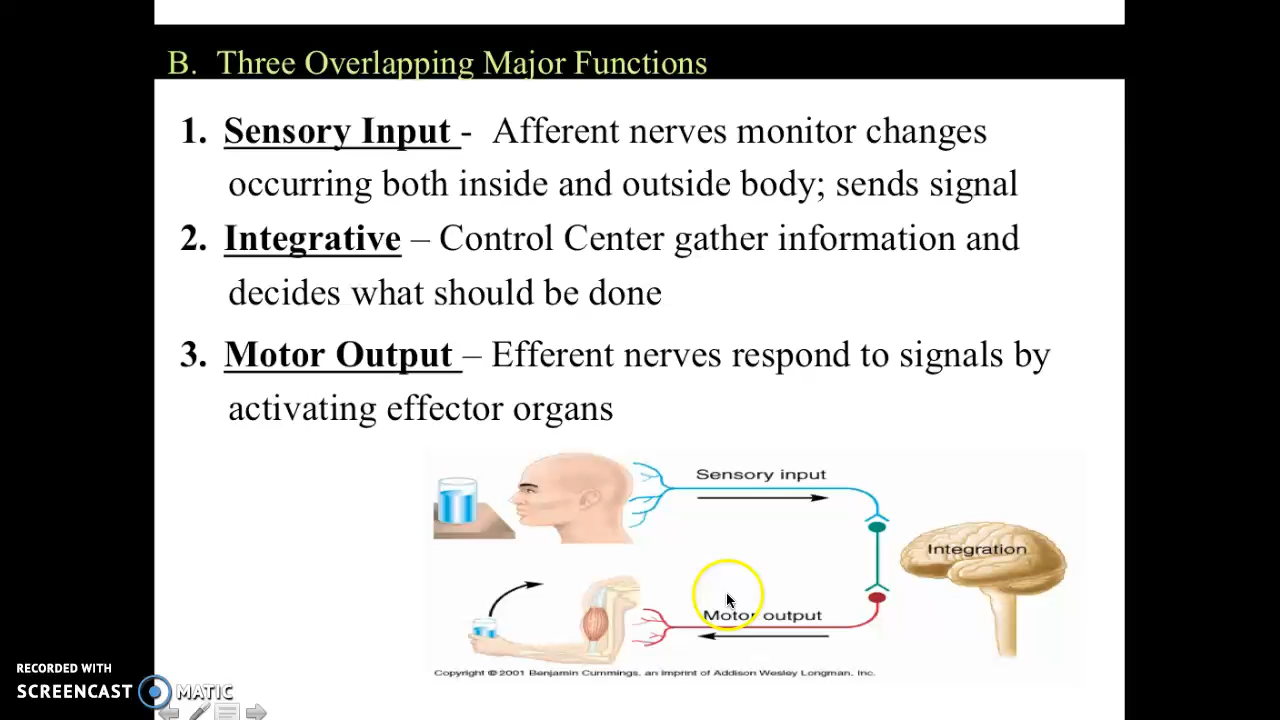 B. Three Overlapping Major Functions
1. Sensory Input - Afferent nerves monitor changes
occurring both inside and outside body; sends signal
2. Integrative – Control Center gather information and
decides what should be done
3. Motor Output – Efferent nerves respond to signals by
activating effector organs
Sensory input
Integration
Motor output
Copyright © 2001 Benjamin Cummings, an imprint of Addison Wesley Longman, Inc.
RECORDED WITH
SCREENCAST MATIC